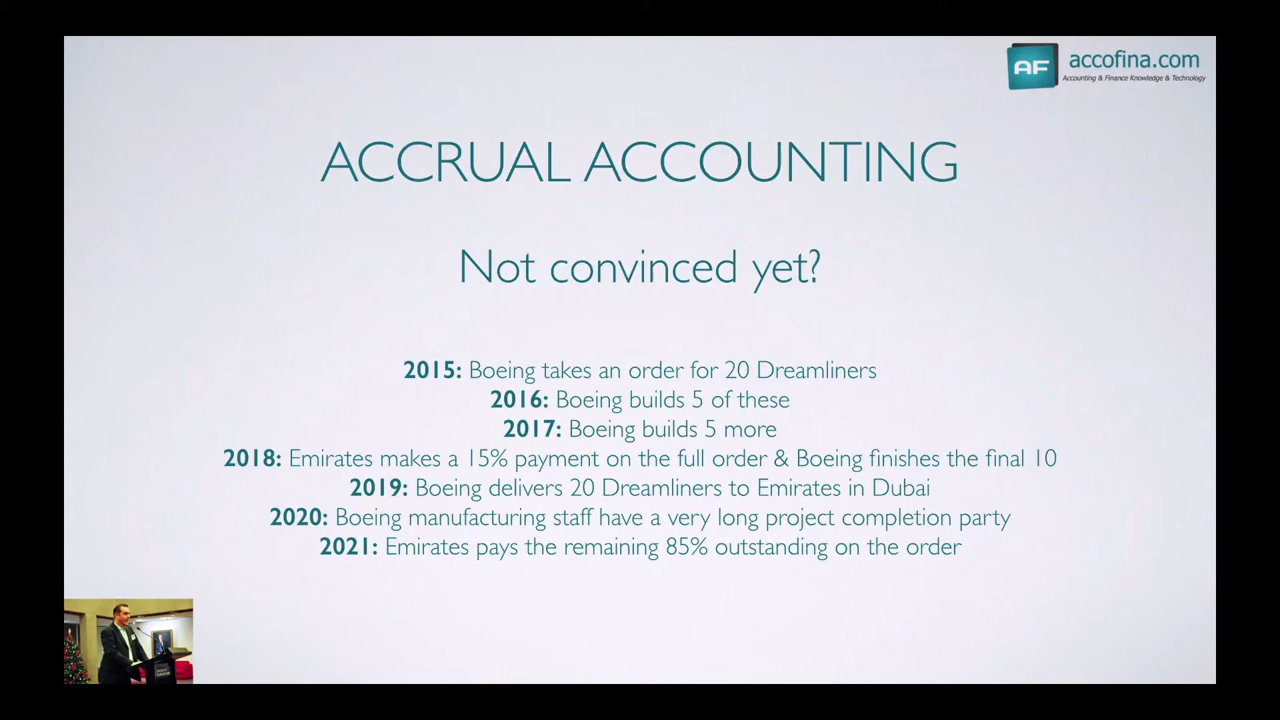 AF
accofina.com
Accounting & Finance Knowledge & Technology
ACCRUAL ACCOUNTING
Not convinced yet?
2015: Boeing takes an order for 20 Dreamliners
2016: Boeing builds 5 of these
2017: Boeing builds 5 more
2018: Emirates makes a 15% payment on the full order & Boeing finishes the final 10
2019: Boeing delivers 20 Dreamliners to Emirates in Dubai
2020: Boeing manufacturing staff have a very long project completion party
2021: Emirates pays the remaining 85% outstanding on the order